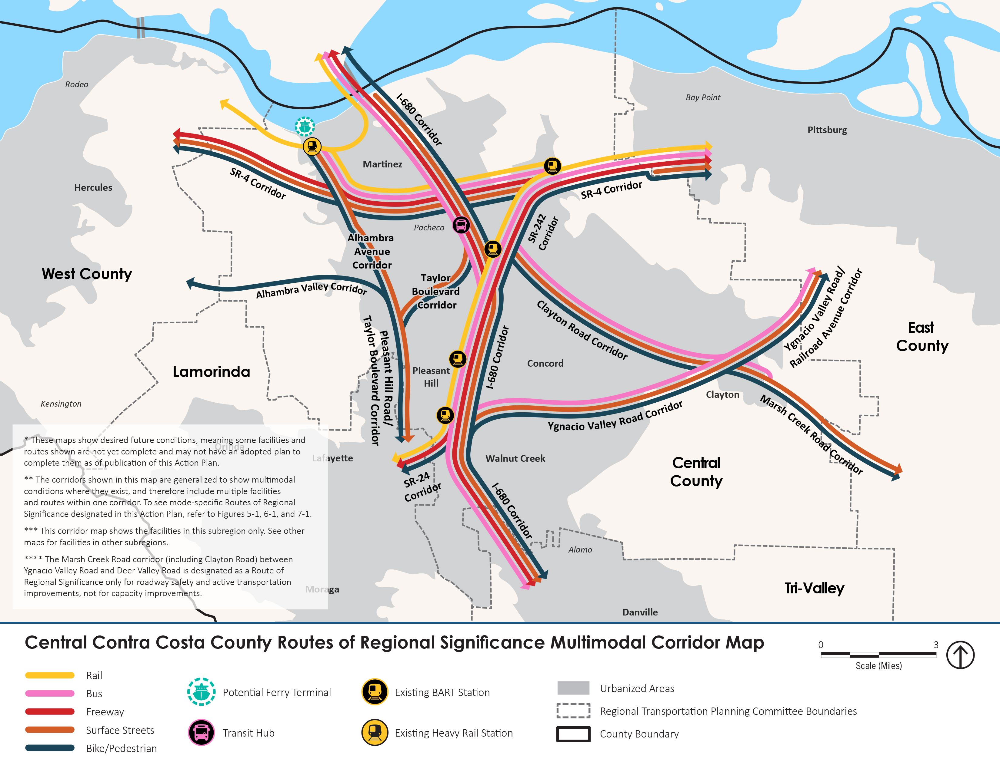 Rodeo
Bay Point
I-680 Corridor
Pittsburg
Martinez
Hercules
SR-4 Corridor
SR-4 Corridor
Pacheco
SR-242
Corridor
Alhambra
Avenue
Corridor
West County
Taylor
Boulevard
Corridor
Alhambra Valley Corridor
Clayton Road Corridor
Ygnacio Valley Road/
Railroad Avenue Corridor
East
County
Pleasant Hill Road/
Taylor Boulevard Corridor
I-680 Corridor
Concord
Lamorinda
Pleasant
Hill
Clayton
Kensington
Marsh Creek Road Corridor
Ygnacio Valley Road Corridor
Orinda
Lafayette
Walnut Creek
Central
County
SR-24
Corridor
I-680 Corridor
Alamo
Moraga
Tri-Valley
Danville
* These maps show desired future conditions, meaning some facilities and
routes shown are not yet complete and may not have an adopted plan to
complete them as of publication of this Action Plan.
** The corridors shown in this map are generalized to show multimodal
conditions where they exist, and therefore include multiple facilities
and routes within one corridor. To see mode-specific Routes of Regional
Significance designated in this Action Plan, refer to Figures 5-1, 6-1, and 7-1.
*** This corridor map shows the facilities in this subregion only. See other
maps for facilities in other subregions.
**** The Marsh Creek Road corridor (including Clayton Road) between
Ygnacio Valley Road and Deer Valley Road is designated as a Route of
Regional Significance only for roadway safety and active transportation
improvements, not for capacity improvements.
Central Contra Costa County Routes of Regional Significance Multimodal Corridor Map
0 3
Scale (Miles)
Rail
Bus
Freeway
Surface Streets
Bike/Pedestrian
Potential Ferry Terminal
Transit Hub
Existing BART Station
Existing Heavy Rail Station
Urbanized Areas
Regional Transportation Planning Committee Boundaries
County Boundary